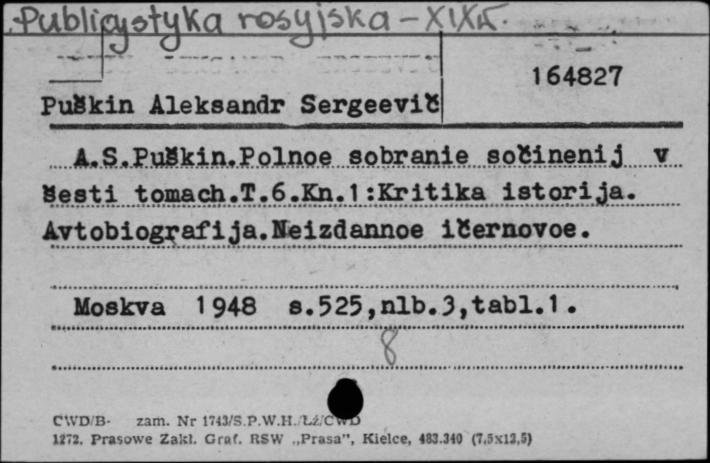 Publicystyka rosyjska - XIX w.
164827
Puškin Aleksandr Sergeevič
A.S.Puškin.Polnoe sobranie sočinenij v
šesti tomach.T.6.Kn.1:Kritika istorija.
Avtobiografija.Neizdannoe ičernovoe.
Moskva 1948 s.525,nlb.3,tabl.1.
8
CWD/B- zam. Nr 1743/S.P.W.H./Łź/CWD
1272. Prasowe Zakł. Graf. RSW „Prasa”, Kielce, 483.340 (7,5x12,5)